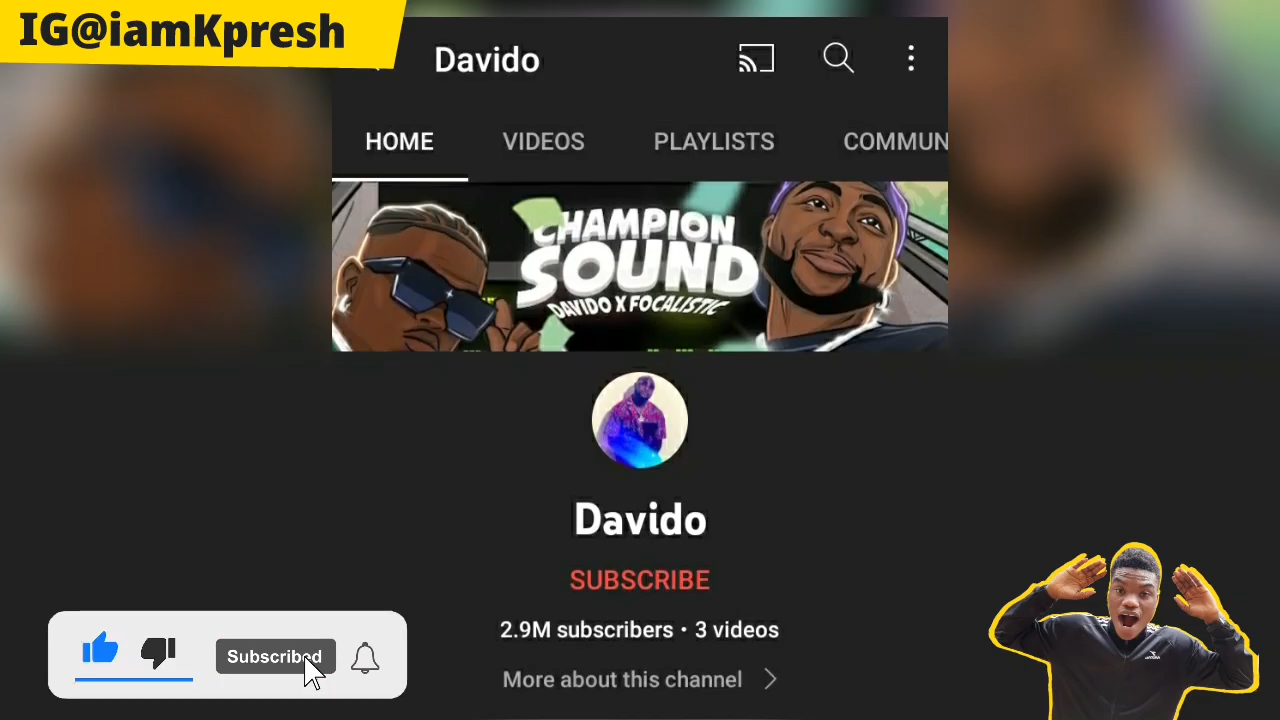 IG@iamKpresh
Davido
HOME VIDEOS PLAYLISTS COMMUN
CHAMPION
SOUND
DAVIDO X FOCALISTIC
Davido
SUBSCRIBE
2.9M subscribers • 3 videos
Subscribed
More about this channel